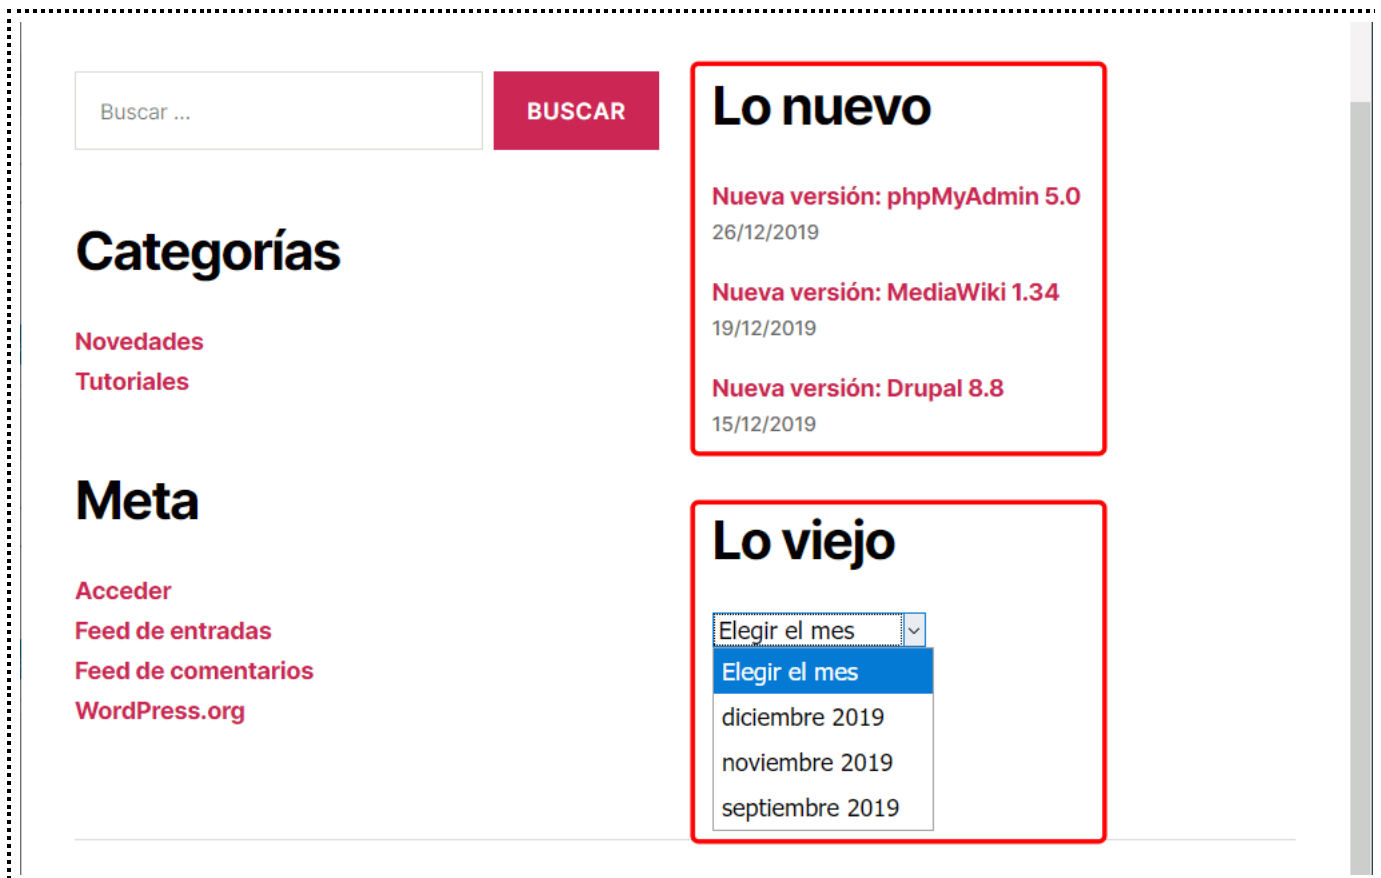 Buscar ...
BUSCAR
Categorías
Novedades
Tutoriales
Meta
Acceder
Feed de entradas
Feed de comentarios
WordPress.org
Lo nuevo
Nueva versión: phpMyAdmin 5.0
26/12/2019
Nueva versión: MediaWiki 1.34
19/12/2019
Nueva versión: Drupal 8.8
15/12/2019
Lo viejo
Elegir el mes
Elegir el mes
diciembre 2019
noviembre 2019
septiembre 2019